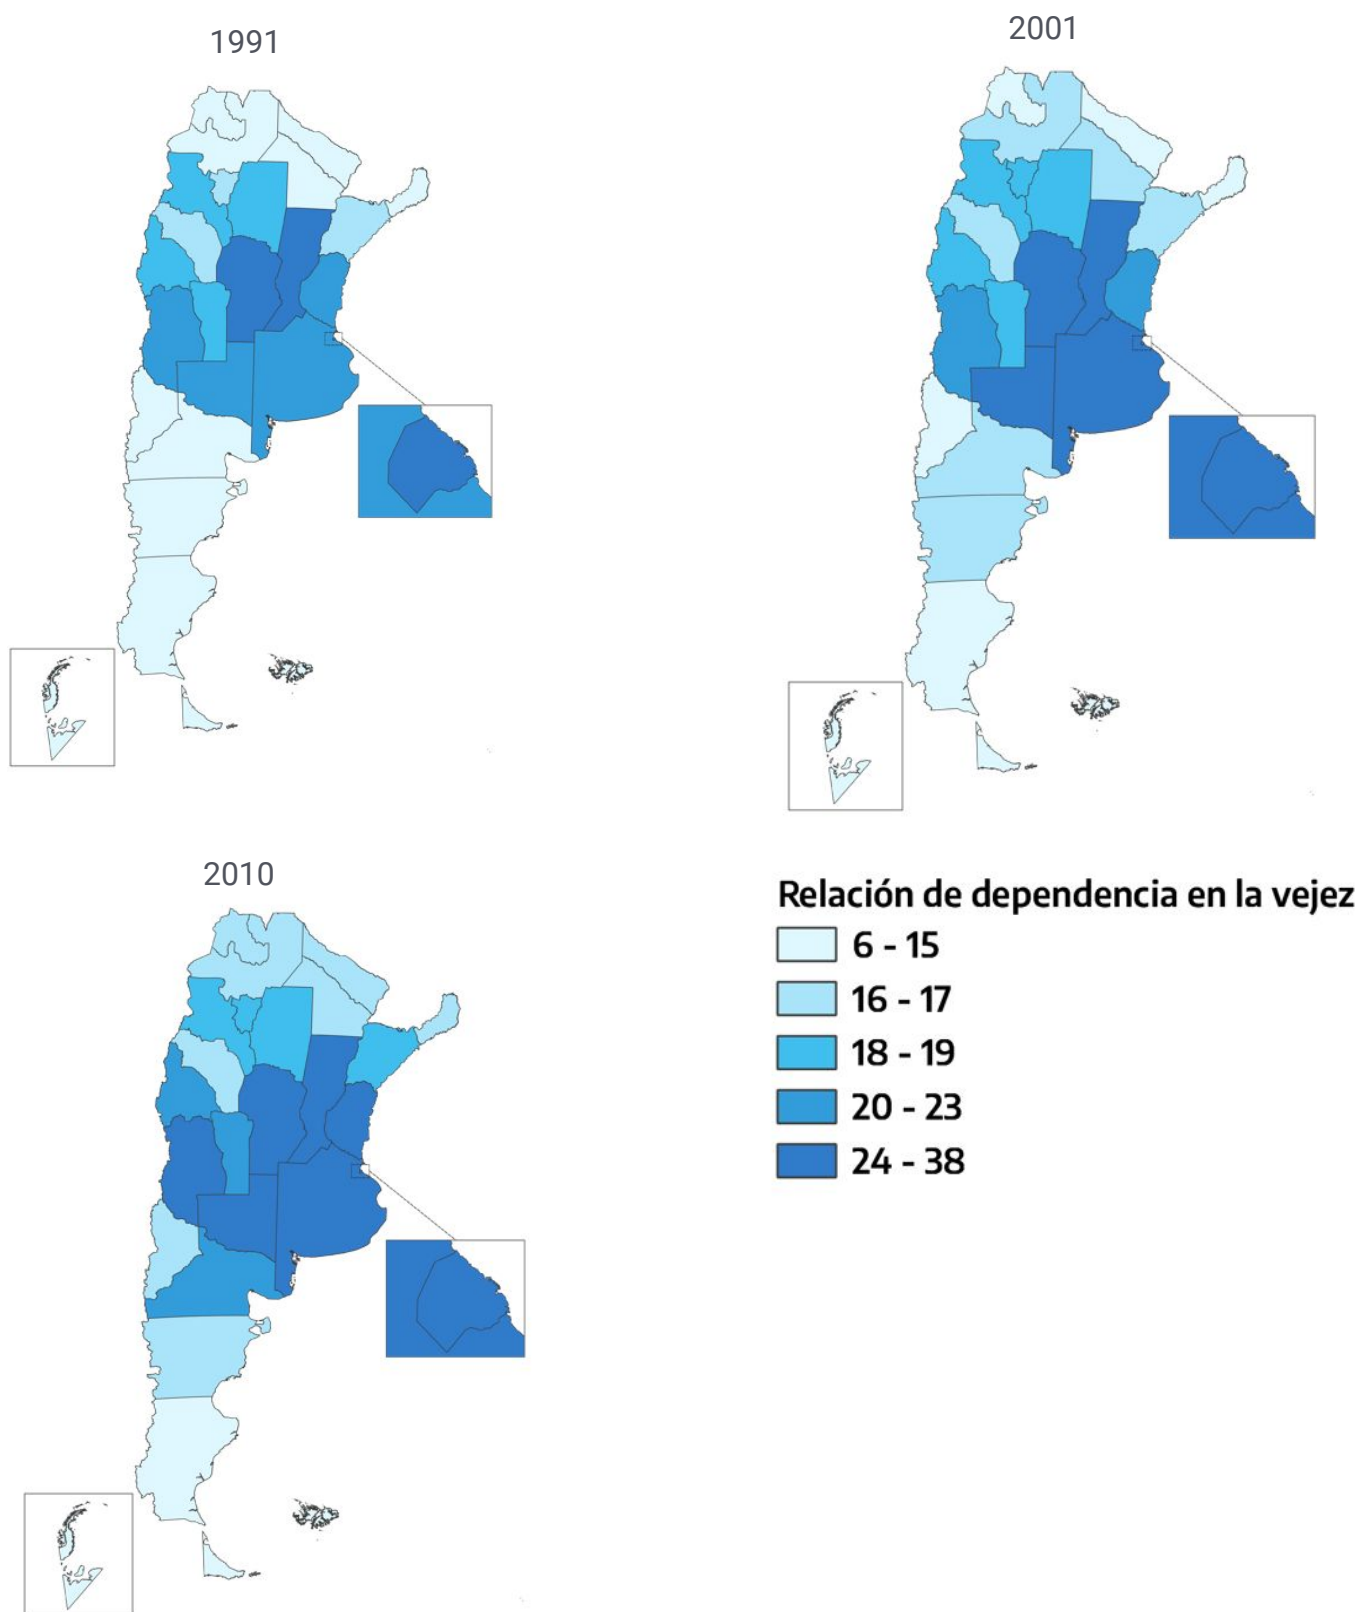 1991
2001
2010
Relación de dependencia en la vejez
6 - 15
16 - 17
18 - 19
20 - 23
24 - 38